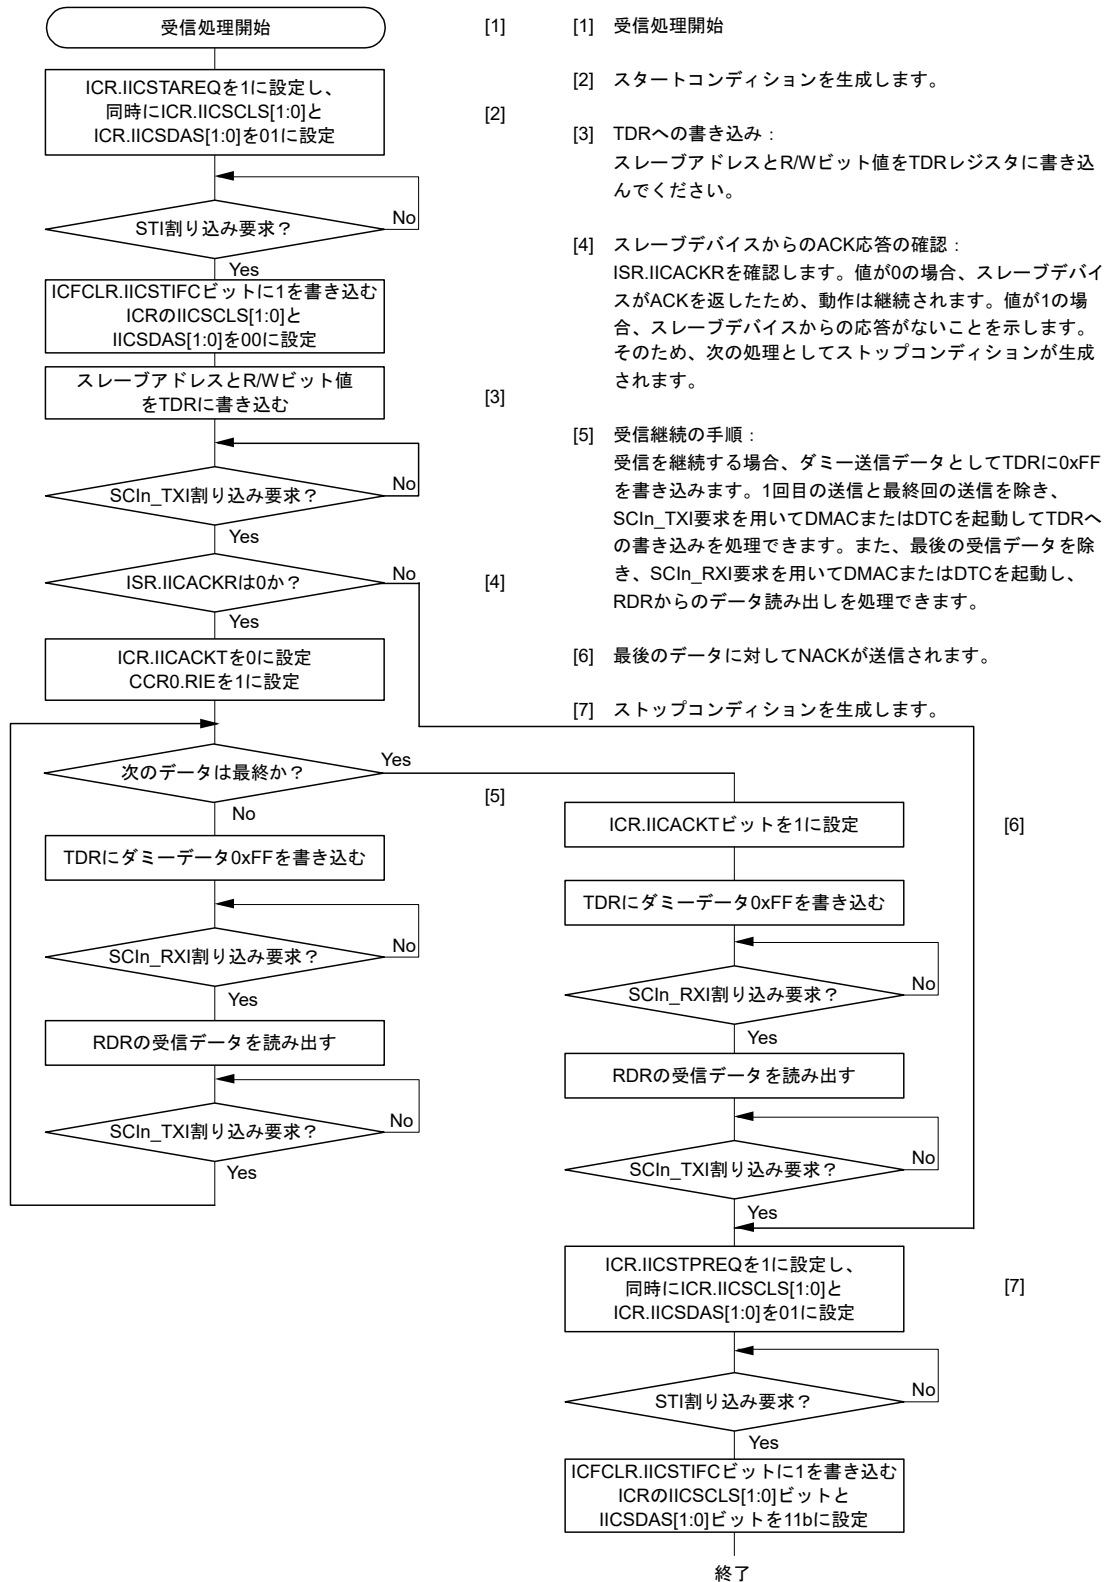 受信処理開始
[1]
ICR.IICSTAREQを1に設定し、
同時にICR.IICSCLS[1:0]と
ICR.IICSDAS[1:0]を01に設定
[2]
STI割り込み要求？
No
Yes
ICFCLR.IICSTIFCビットに1を書き込む
ICRのIICSCLS[1:0]と
IICSDAS[1:0]を00に設定
スレーブアドレスとR/Wビット値
をTDRに書き込む
[3]
SCIn_TXI割り込み要求？
No
Yes
ISR.IICACKRは0か？
No
[4]
Yes
ICR.IICACKTを0に設定
CCR0.RIEを1に設定
次のデータは最終か？
Yes
[5]
No
TDRにダミーデータ0xFFを書き込む
SCIn_RXI割り込み要求？
No
Yes
RDRの受信データを読み出す
SCIn_TXI割り込み要求？
No
Yes
[1] 受信処理開始
[2] スタートコンディションを生成します。
[3] TDRへの書き込み：
スレーブアドレスとR/Wビット値をTDRレジスタに書き込
んでください。
[4] スレーブデバイスからのACK応答の確認：
ISR.IICACKRを確認します。値が0の場合、スレーブデバイ
スがACKを返したため、動作は継続されます。値が1の場
合、スレーブデバイスからの応答がないことを示します。
そのため、次の処理としてストップコンディションが生成
されます。
[5] 受信継続の手順：
受信を継続する場合、ダミー送信データとしてTDRに0xFF
を書き込みます。1回目の送信と最終回の送信を除き、
SCIn_TXI要求を用いてDMACまたはDTCを起動してTDRへ
の書き込みを処理できます。また、最後の受信データを除
き、SCIn_RXI要求を用いてDMACまたはDTCを起動し、
RDRからのデータ読み出しを処理できます。
[6] 最後のデータに対してNACKが送信されます。
[7] ストップコンディションを生成します。
ICR.IICACKTビットを1に設定
[6]
TDRにダミーデータ0xFFを書き込む
SCIn_RXI割り込み要求？
No
Yes
RDRの受信データを読み出す
SCIn_TXI割り込み要求？
No
Yes
ICR.IICSTPREQを1に設定し、
同時にICR.IICSCLS[1:0]と
ICR.IICSDAS[1:0]を01に設定
[7]
STI割り込み要求？
No
Yes
ICFCLR.IICSTIFCビットに1を書き込む
ICRのIICSCLS[1:0]ビットと
IICSDAS[1:0]ビットを11bに設定
終了